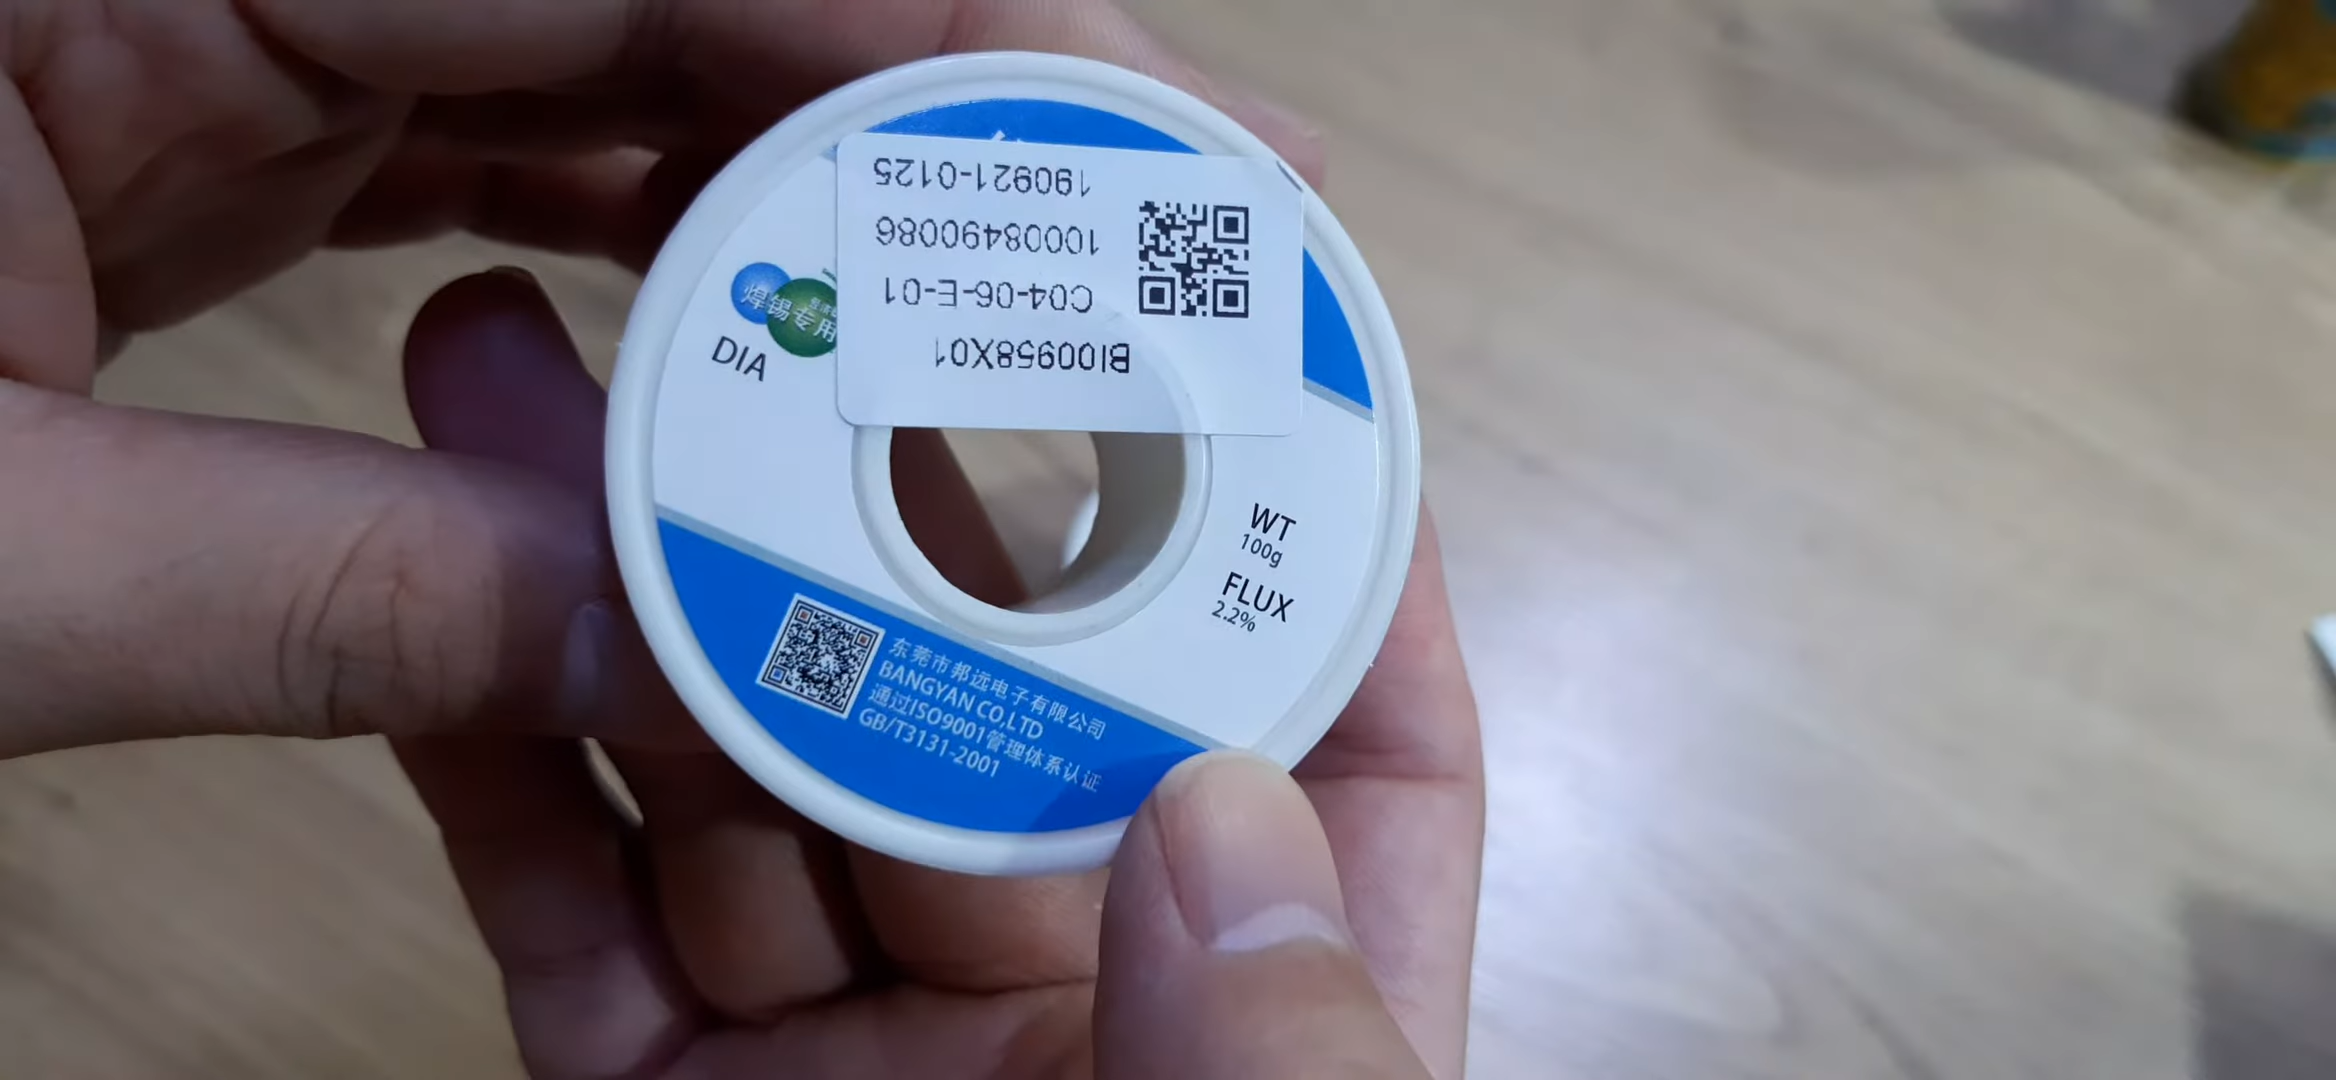 190921-0125
10008490086
C04-06-E-01
BI00958X01
焊锡专用
DIA
WT
100g
FLUX
2.2%
东莞市邦远电子有限公司
BANGYAN CO,LTD
通过ISO9001管理体系认证
GB/T3131-2001